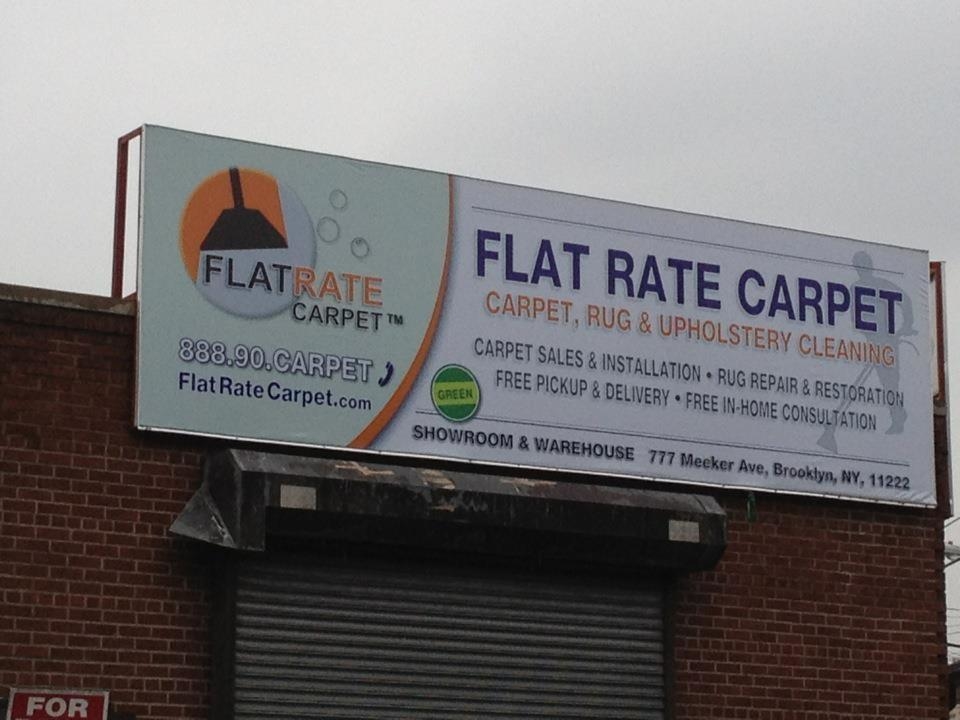 FLATRATE
CARPET™
888.90.CARPET
FlatRateCarpet.com
FLAT RATE CARPET
CARPET, RUG & UPHOLSTERY CLEANING
CARPET SALES & INSTALLATION • RUG REPAIR & RESTORATION
FREE PICKUP & DELIVERY • FREE IN-HOME CONSULTATION
GREEN
SHOWROOM & WAREHOUSE 777 Meeker Ave, Brooklyn, NY, 11222
FOR